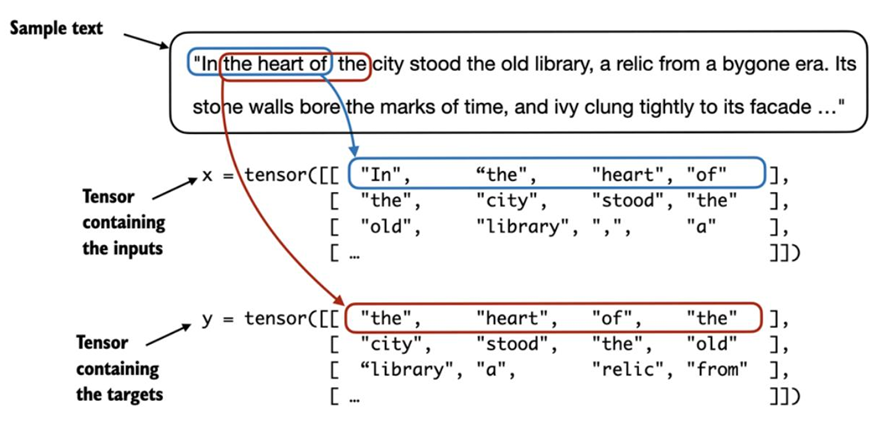 Sample text
"In the heart of the city stood the old library, a relic from a bygone era. Its
stone walls bore the marks of time, and ivy clung tightly to its facade ..."
x = tensor([[ "In", “the", "heart", "of" ],
[ "the", "city", "stood", "the" ],
[ "old", "library", ",", "a" ],
[ … ]])
Tensor
containing
the inputs
y = tensor([[ "the", "heart", "of", "the" ],
[ "city", "stood", "the", "old" ],
[ “library", "a", "relic", "from" ],
[ … ]])
Tensor
containing
the targets